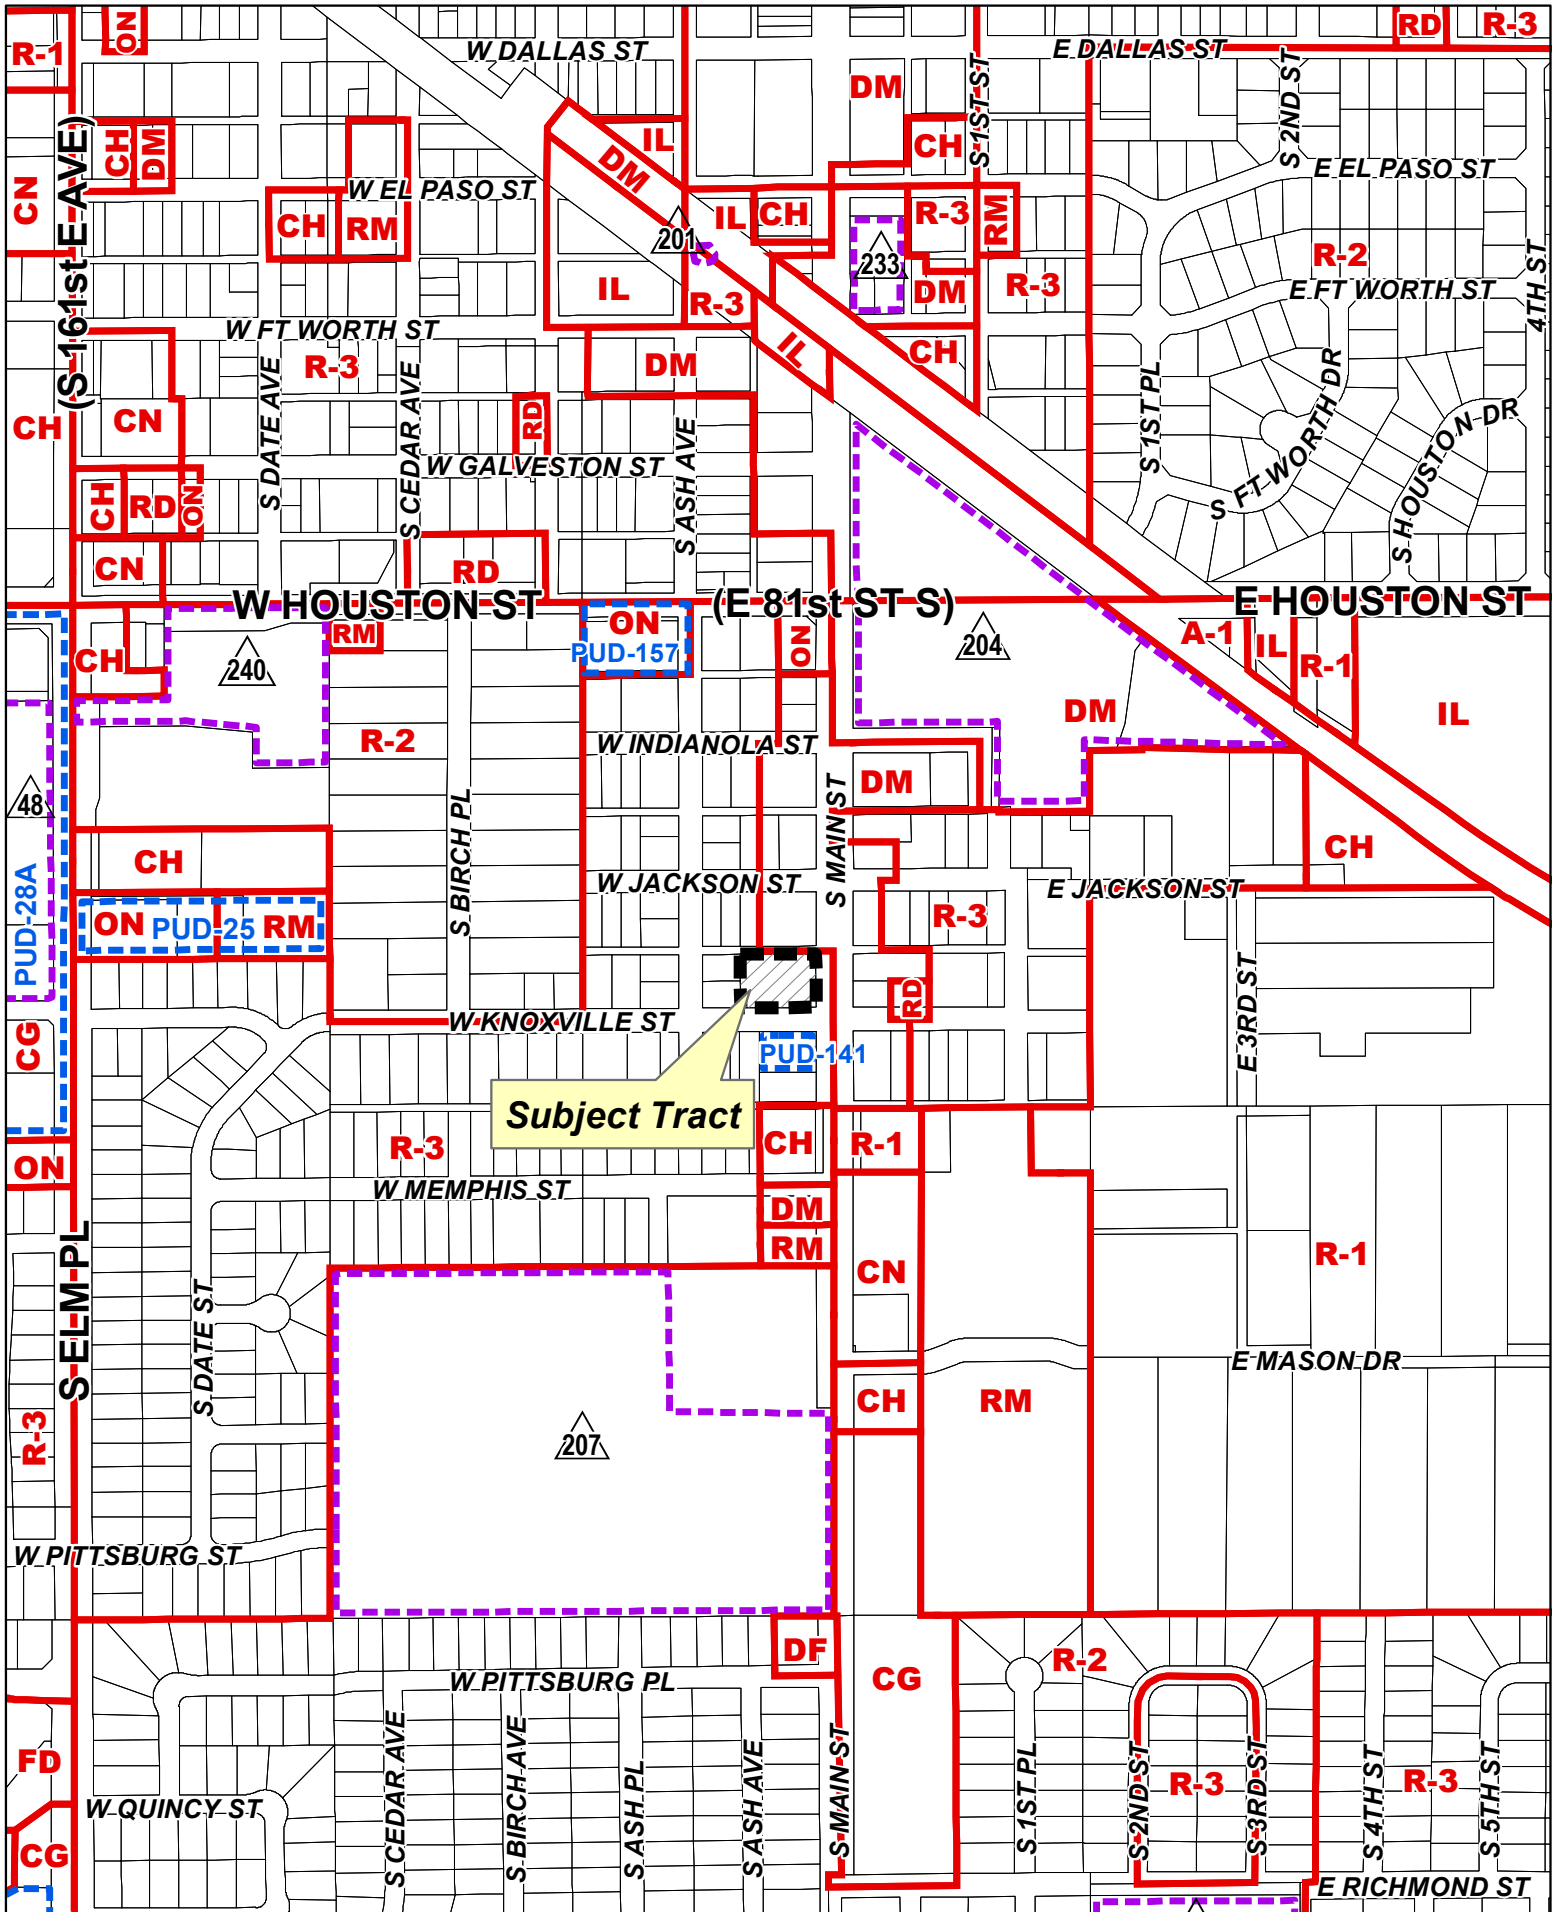 R-1
ON
W DALLAS ST
E DALLAS ST
RD
R-3
DM
S 1ST ST
S 2ND ST
CN
(S 161st E AVE)
CH
DM
IL
DM
CH
W EL PASO ST
E EL PASO ST
CH
RM
201
IL
CH
R-3
RM
233
R-2
4TH ST
IL
R-3
DM
R-3
E FT WORTH ST
W FT WORTH ST
S DATE AVE
R-3
S CEDAR AVE
DM
IL
CH
S 1ST PL
S FT WORTH DR
S HOUSTON DR
CH
CN
RD
S ASH AVE
W GALVESTON ST
CH
RD
ON
CN
RD
W HOUSTON ST
(E 81st ST S)
E HOUSTON ST
CH
240
RM
ON
PUD-157
ON
204
A-1
IL
R-1
DM
IL
R-2
W INDIANOLA ST
48
S BIRCH PL
DM
S MAIN ST
CH
CH
PUD-28A
W JACKSON ST
E JACKSON ST
ON
PUD-25
RM
R-3
E 3RD ST
RD
W KNOXVILLE ST
CG
PUD-141
Subject Tract
CH
R-1
R-3
ON
W MEMPHIS ST
DM
RM
CN
R-1
S ELM PL
S DATE ST
E MASON DR
CH
RM
R-3
207
W PITTSBURG ST
DF
CG
R-2
W PITTSBURG PL
FD
S CEDAR AVE
S BIRCH AVE
S ASH PL
S ASH AVE
S MAIN ST
S 1ST PL
S 2ND ST
R-3
S 3RD ST
S 4TH ST
R-3
S 5TH ST
W QUINCY ST
CG
E RICHMOND ST